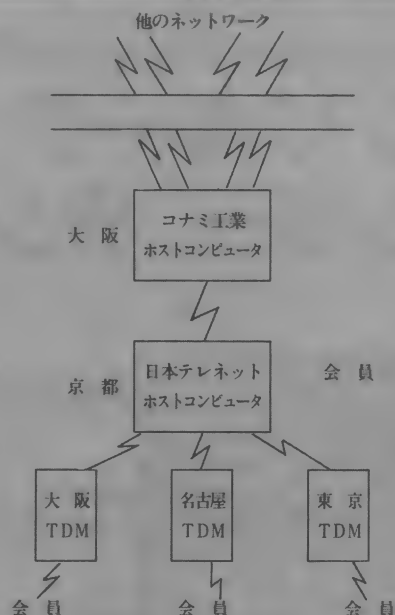 他のネットワーク
大阪
コナミ工業
ホストコンピュータ
京都
日本テレネット
ホストコンピュータ
会員
大阪
TDM
名古屋
TDM
東京
TDM
会員
会員
会員